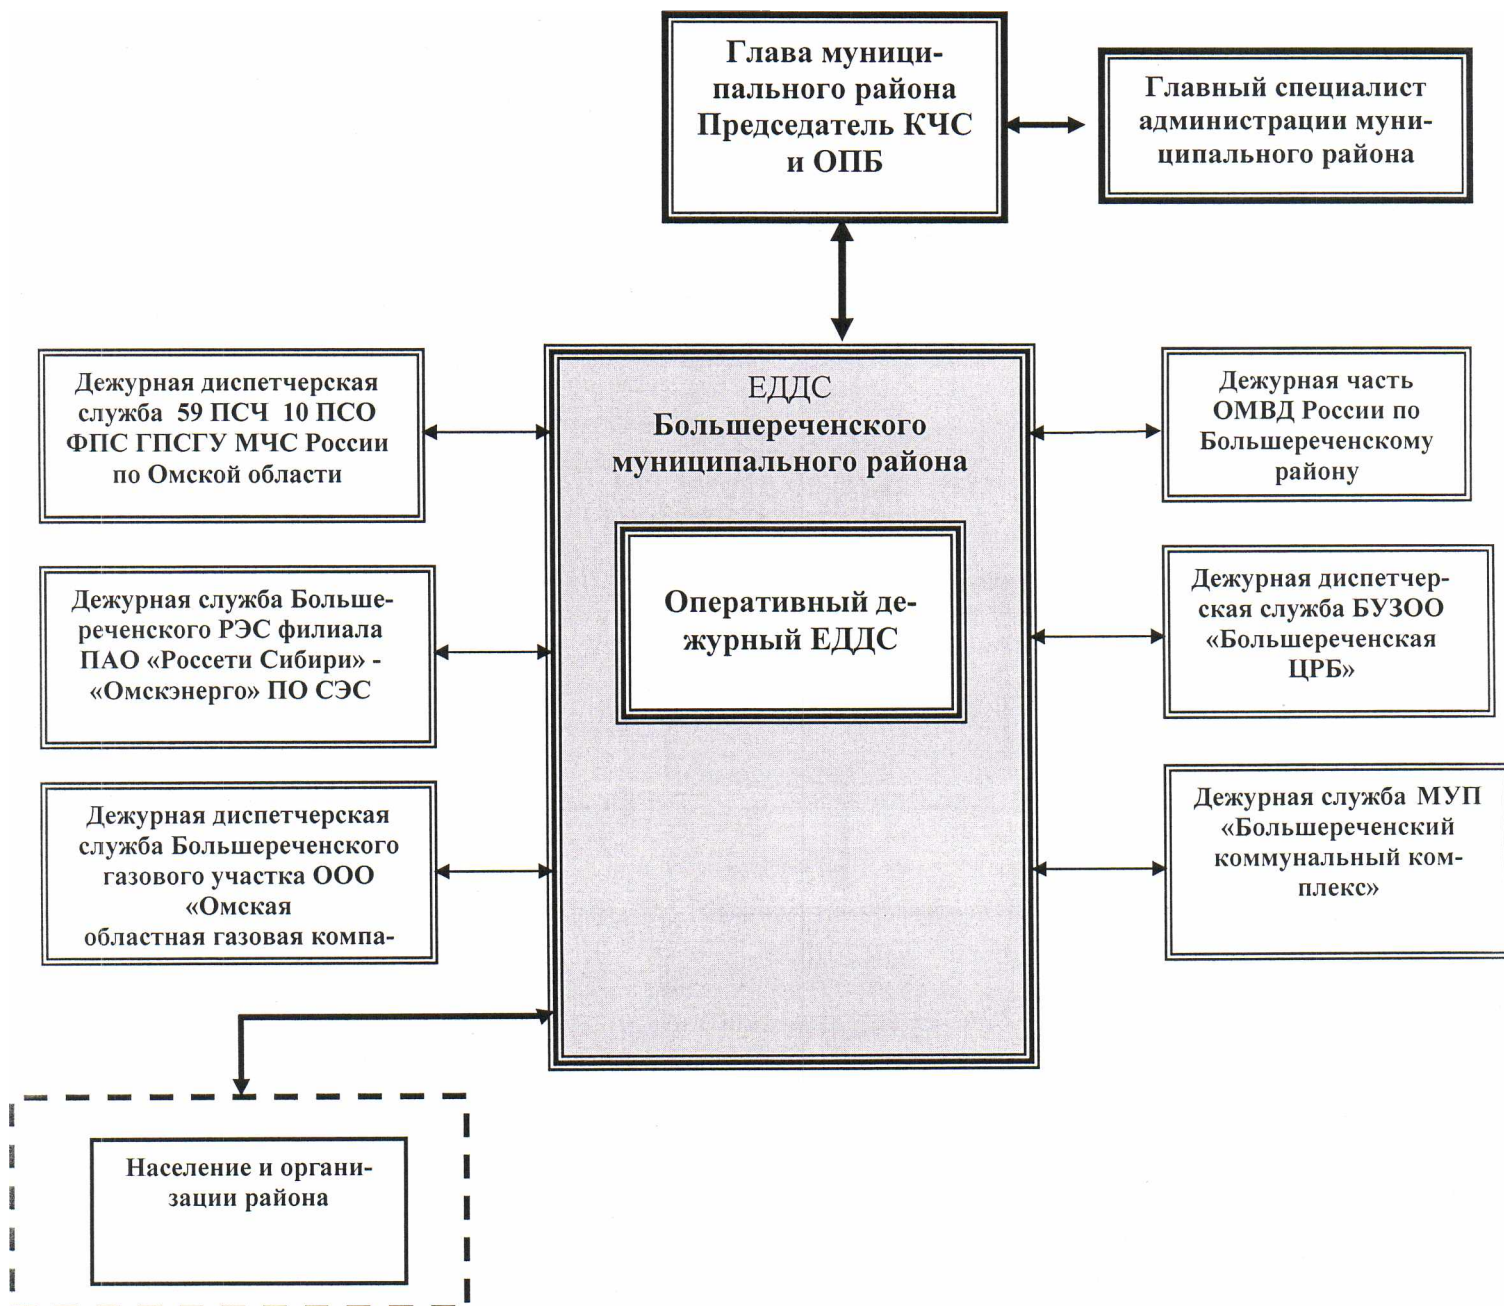 Глава муници-
пального района
Председатель КЧС
и ОПБ
Главный специалист
администрации муни-
ципального района
Дежурная диспетчерская
служба 59 ПСЧ 10 ПСО
ФПС ГПСГУ МЧС России
по Омской области
Дежурная служба Больше-
реченского РЭС филиала
ПАО «Россети Сибири» -
«Омскэнерго» ПО СЭС
Дежурная диспетчерская
служба Большереченского
газового участка ООО
«Омская
областная газовая компа-
ЕДДС
Большереченского
муниципального района
Оперативный де-
журный ЕДДС
Дежурная часть
ОМВД России по
Большереченскому
району
Дежурная диспетчер-
ская служба БУЗОО
«Большереченская
ЦРБ»
Дежурная служба МУП
«Большереченский
коммунальный ком-
плекс»
Население и органи-
зации района